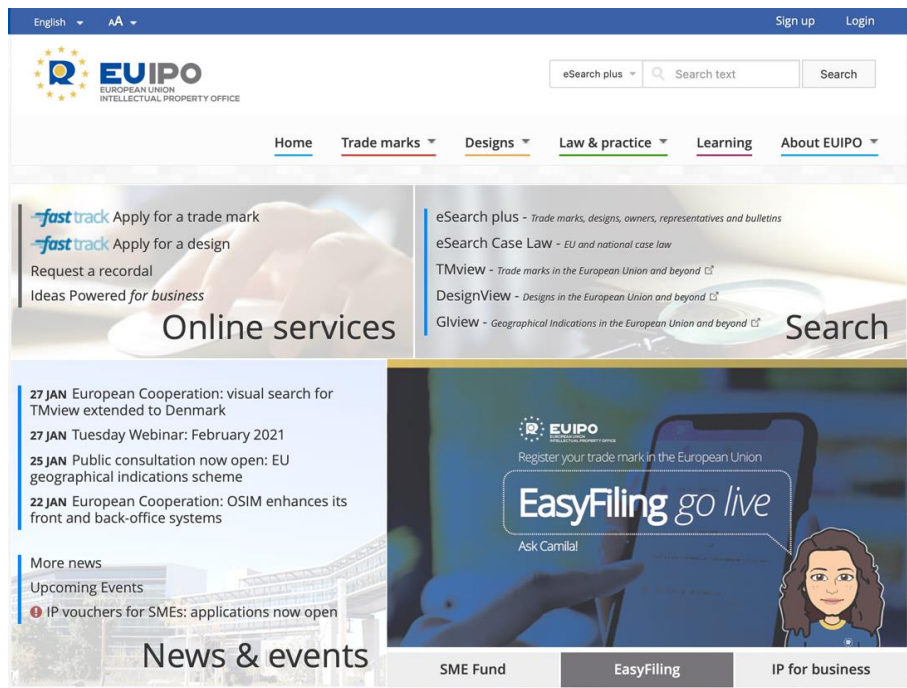 English
AA
Sign up
Login
EUIPO
EUROPEAN UNION
INTELLECTUAL PROPERTY OFFICE
eSearch plus
Search text
Search
Home
Trade marks
Designs
Law & practice
Learning
About EUIPO
fast track Apply for a trade mark
fast track Apply for a design
Request a recordal
Ideas Powered for business
Online services
eSearch plus - Trade marks, designs, owners, representatives and bulletins
eSearch Case Law - EU and national case law
TMview - Trade marks in the European Union and beyond
DesignView - Designs in the European Union and beyond
GIview - Geographical Indications in the European Union and beyond
Search
27 JAN European Cooperation: visual search for
TMview extended to Denmark
27 JAN Tuesday Webinar: February 2021
25 JAN Public consultation now open: EU
geographical indications scheme
22 JAN European Cooperation: OSIM enhances its
front and back-office systems
More news
Upcoming Events
IP vouchers for SMEs: applications now open
News & events
EUIPO
EUROPEAN UNION
INTELLECTUAL PROPERTY OFFICE
Register your trade mark in the European Union
EasyFiling go live
Ask Camila!
SME Fund
EasyFiling
IP for business